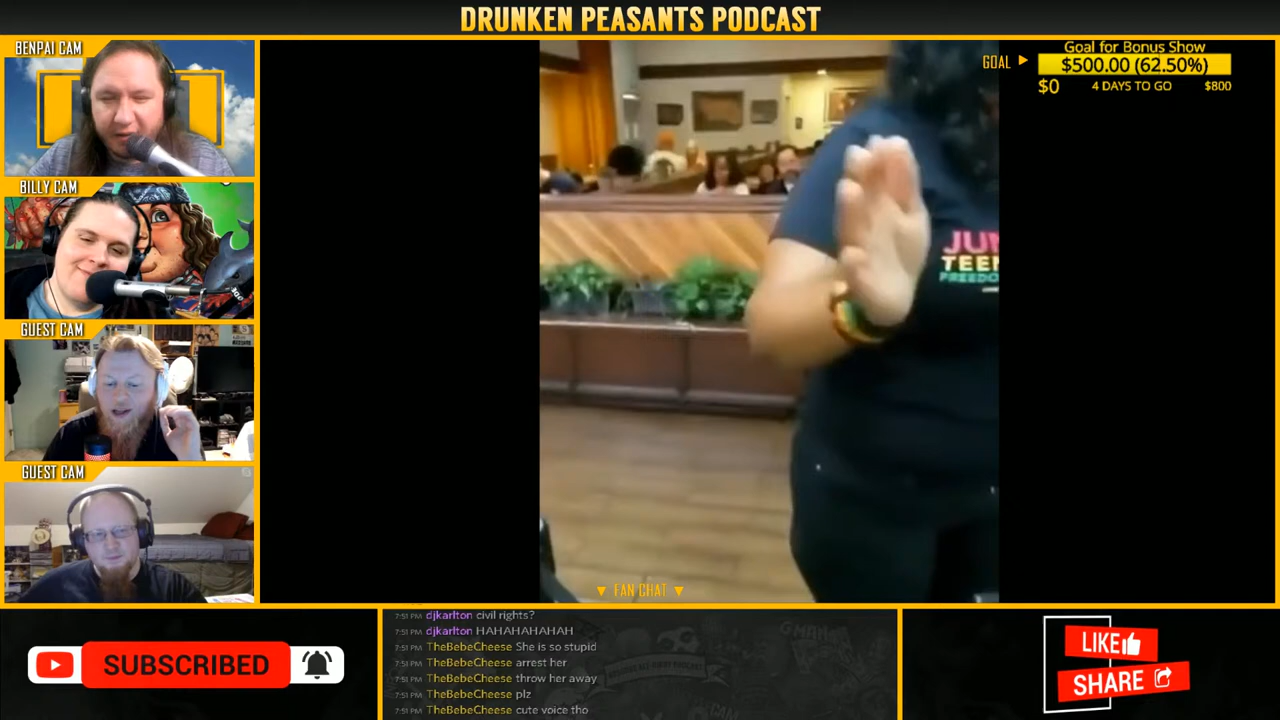 DRUNKEN PEASANTS PODCAST
BENPAI CAM
BILLY CAM
GUEST CAM
GUEST CAM
Goal for Bonus Show
GOAL
$500.00 (62.50%)
$0 4 DAYS TO GO $800
TEEN
FREEDO
FAN CHAT
7:51 PM djkarlton civil rights?
7:51 PM djkarlton HAHAHAHAHAH
7:51 PM TheBebeCheese She is so stupid
7:51 PM TheBebeCheese arrest her
7:51 PM TheBebeCheese throw her away
7:51 PM TheBebeCheese plz
7:51 PM TheBebeCheese cute voice tho
SUBSCRIBED
LIKE
SHARE